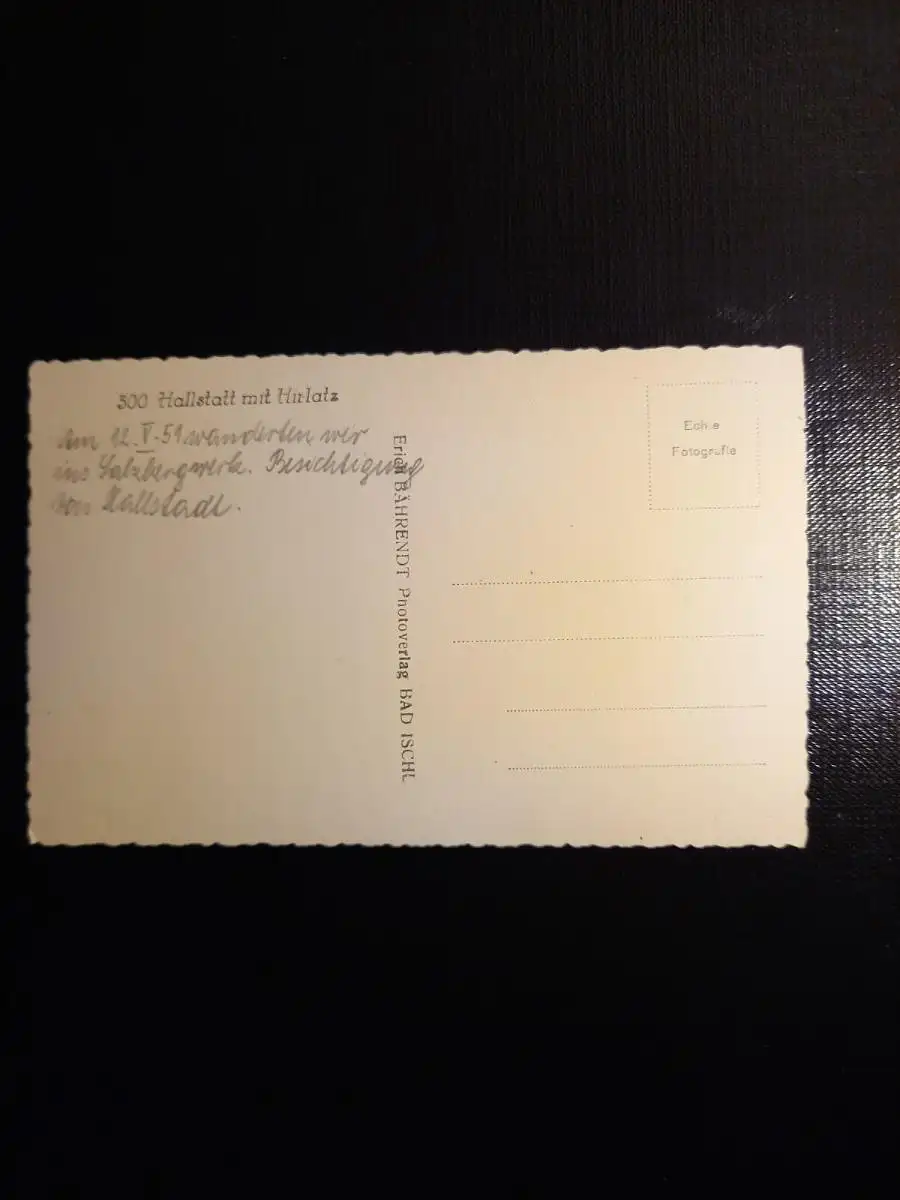 500 Hallstatt mit Hirlatz
Am 12.V.51 wanderten wir
ins Salzbergwerk. Besichtigung
von Hallstadt.
Erich BÄHRENDT Photoverlag BAD ISCHL
Echte
Fotografie